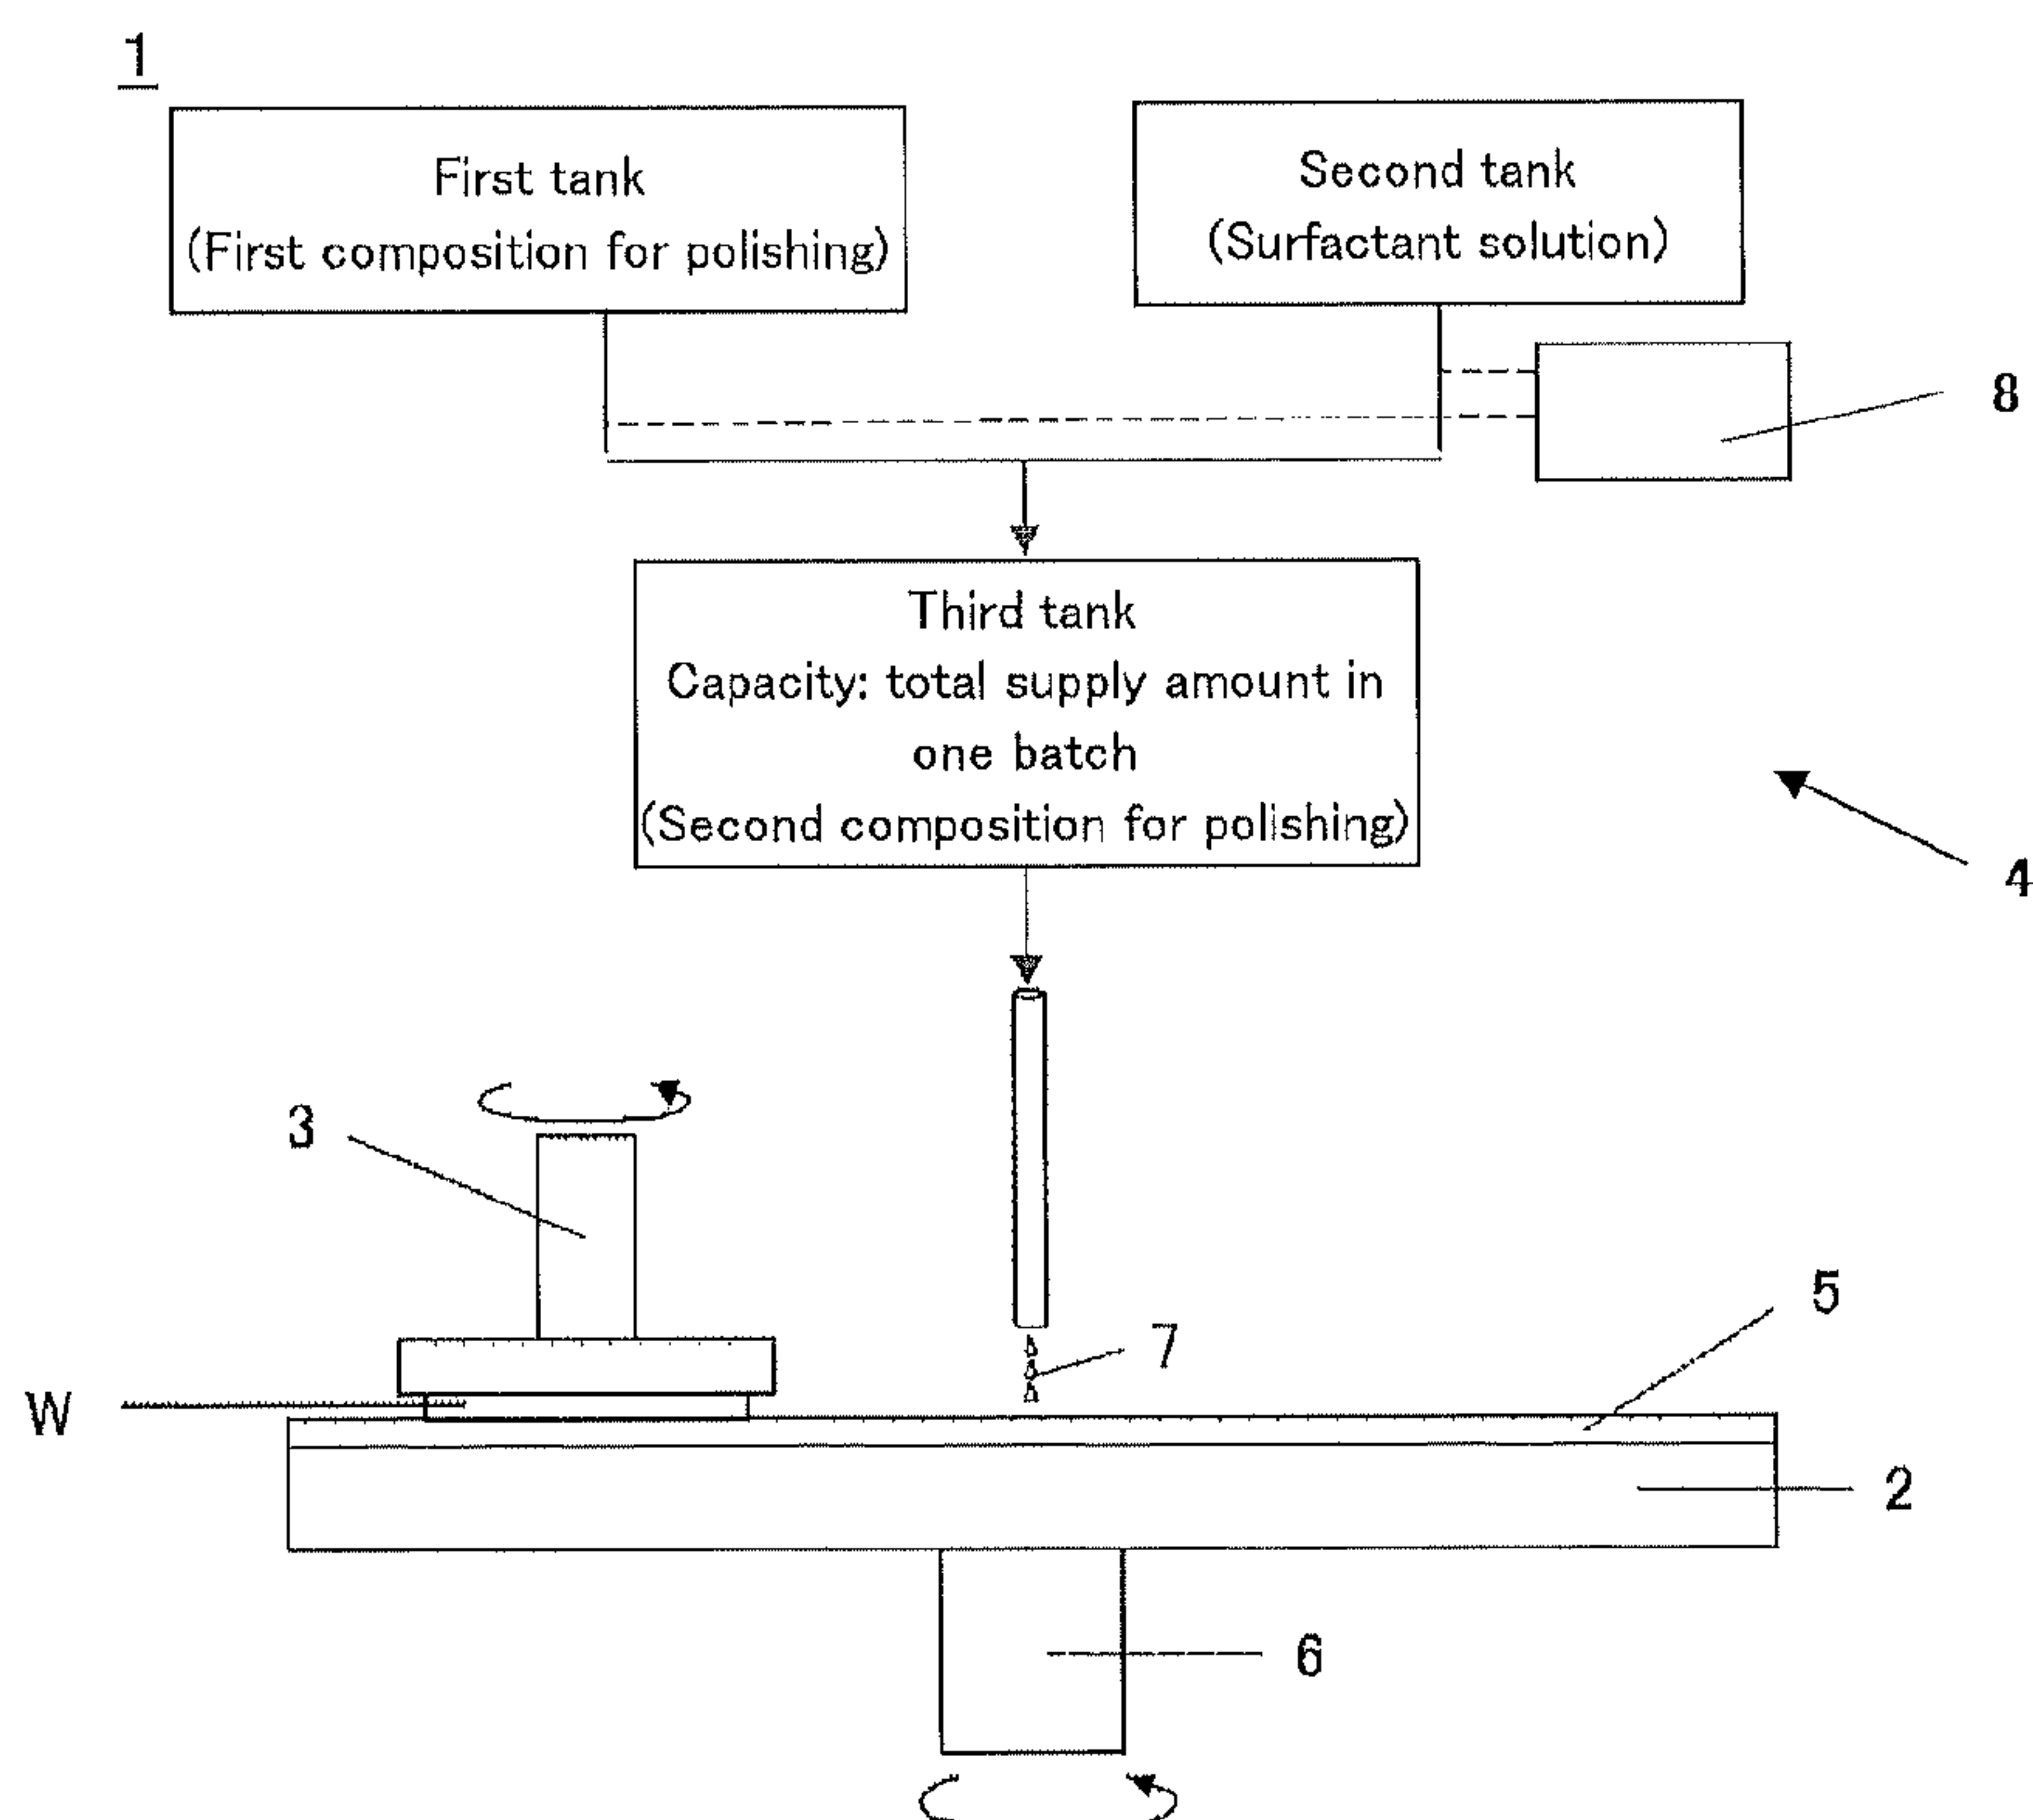 1
First tank
(First composition for polishing)
Second tank
(Surfactant solution)
8
Third tank
Capacity: total supply amount in
one batch
(Second composition for polishing)
4
3
5
7
W
2
6